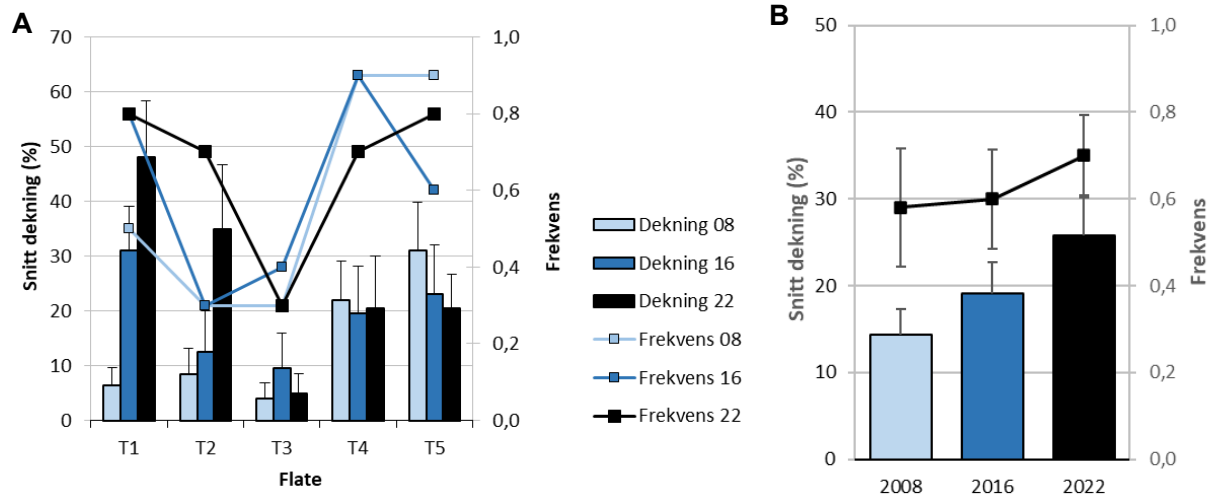 A
Snitt dekning (%)
70
60
50
40
30
20
10
0
1,0
0,8
0,6
0,4
0,2
0,0
Frekvens
T1 T2 T3 T4 T5
Flate
Dekning 08
Dekning 16
Dekning 22
Frekvens 08
Frekvens 16
Frekvens 22
B
Snitt dekning (%)
50
40
30
20
10
0
1,0
0,8
0,6
0,4
0,2
0,0
Frekvens
2008 2016 2022